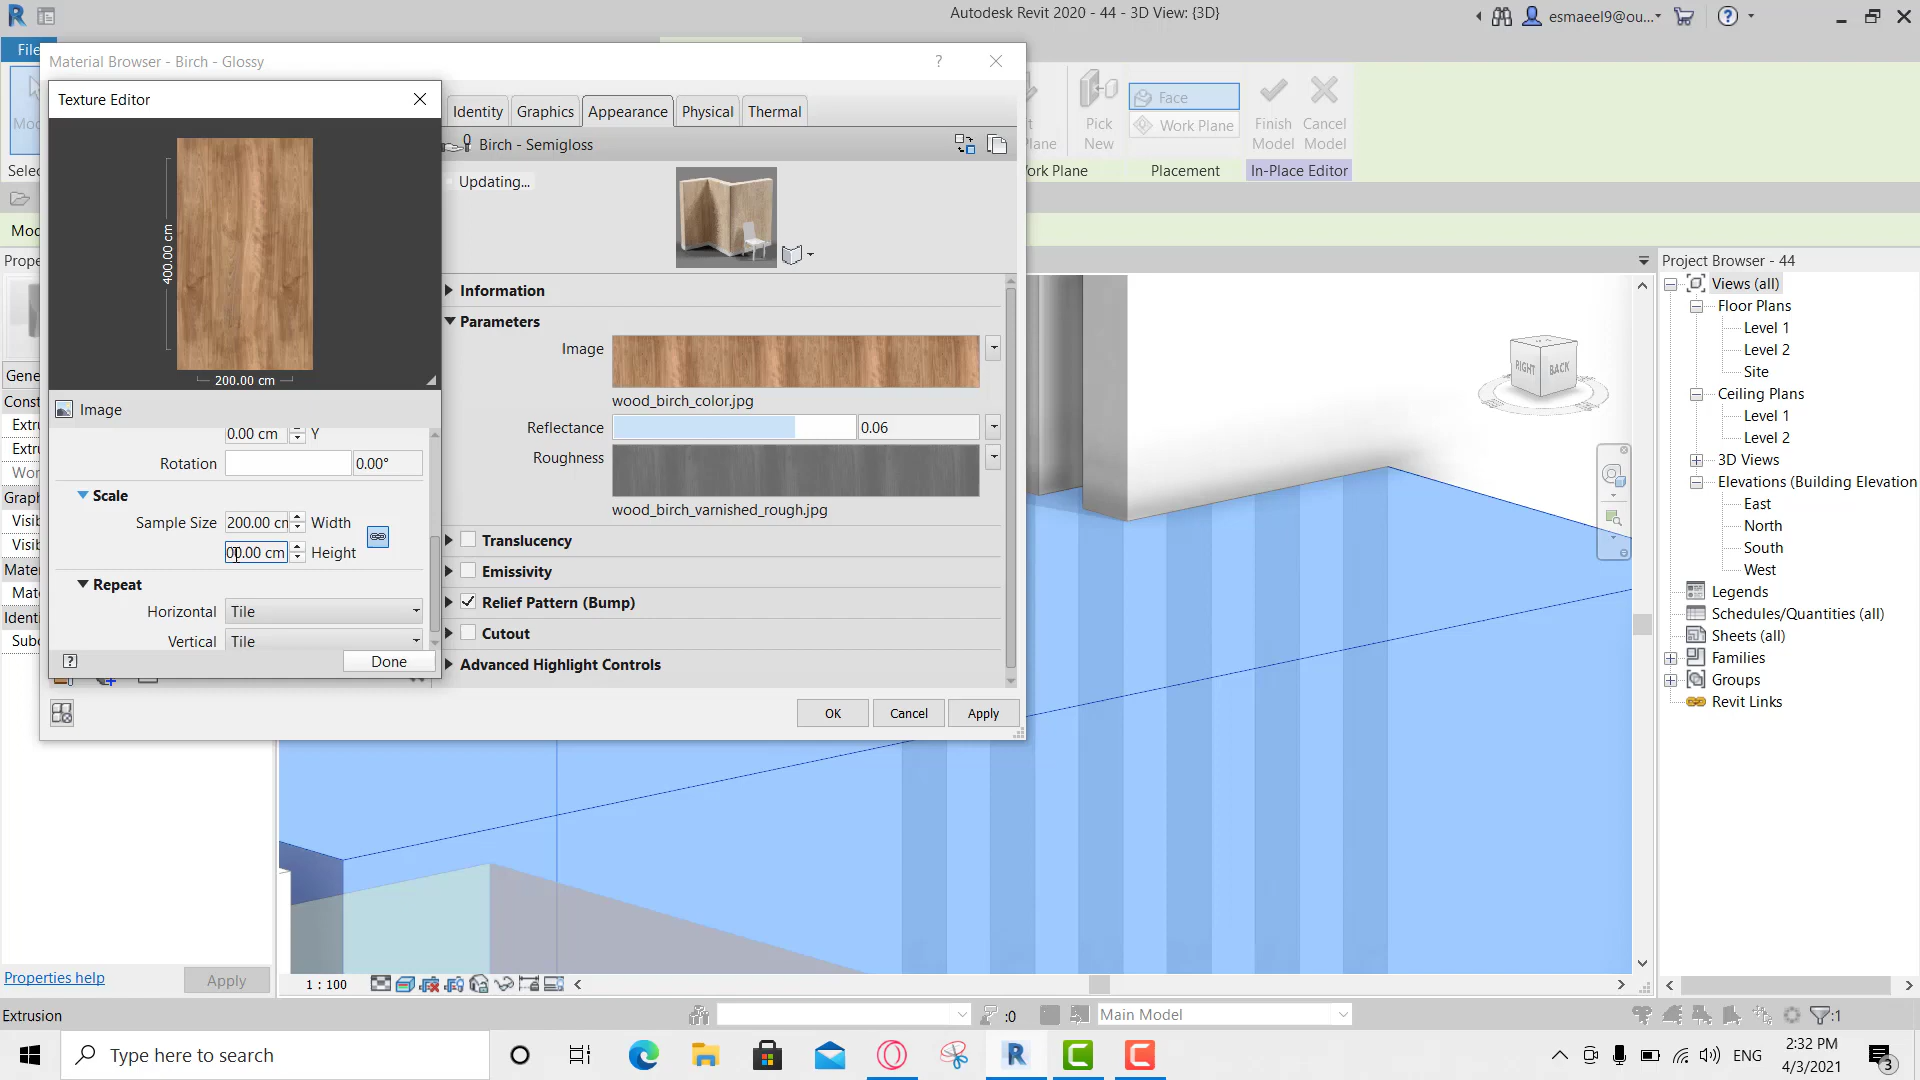 Autodesk Revit 2020 - 44 - 3D View: {3D}
esmaeel9@ou...
File
Material Browser - Birch - Glossy
Texture Editor
400.00 cm
200.00 cm
Image
0.00 cm Y
Rotation 0.00°
Scale
Sample Size 200.00 cm Width
00.00 cm Height
Repeat
Horizontal Tile
Vertical Tile
Done
Identity Graphics Appearance Physical Thermal
Birch - Semigloss
Updating...
Information
Parameters
Image
wood_birch_color.jpg
Reflectance 0.06
Roughness
wood_birch_varnished_rough.jpg
Translucency
Emissivity
Relief Pattern (Bump)
Cutout
Advanced Highlight Controls
OK Cancel Apply
Pick New
Face
Work Plane
Finish Model
Cancel Model
Placement
In-Place Editor
RIGHT BACK
Project Browser - 44
Views (all)
Floor Plans
Level 1
Level 2
Site
Ceiling Plans
Level 1
Level 2
3D Views
Elevations (Building Elevation
East
North
South
West
Legends
Schedules/Quantities (all)
Sheets (all)
Families
Groups
Revit Links
Properties help
Apply
1 : 100
Extrusion
:0
Main Model
:1
Type here to search
ENG
2:32 PM
4/3/2021
3